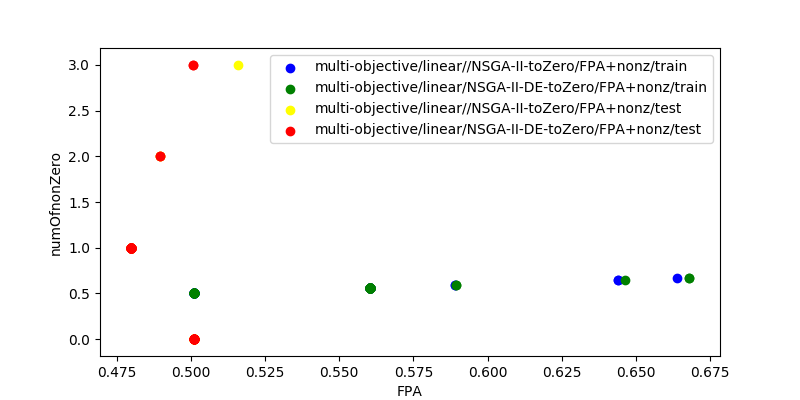 multi-objective/linear//NSGA-II-toZero/FPA+nonz/train
multi-objective/linear/NSGA-II-DE-toZero/FPA+nonz/train
multi-objective/linear//NSGA-II-toZero/FPA+nonz/test
multi-objective/linear/NSGA-II-DE-toZero/FPA+nonz/test
numOfnonZero
3.0
2.5
2.0
1.5
1.0
0.5
0.0
0.475 0.500 0.525 0.550 0.575 0.600 0.625 0.650 0.675
FPA